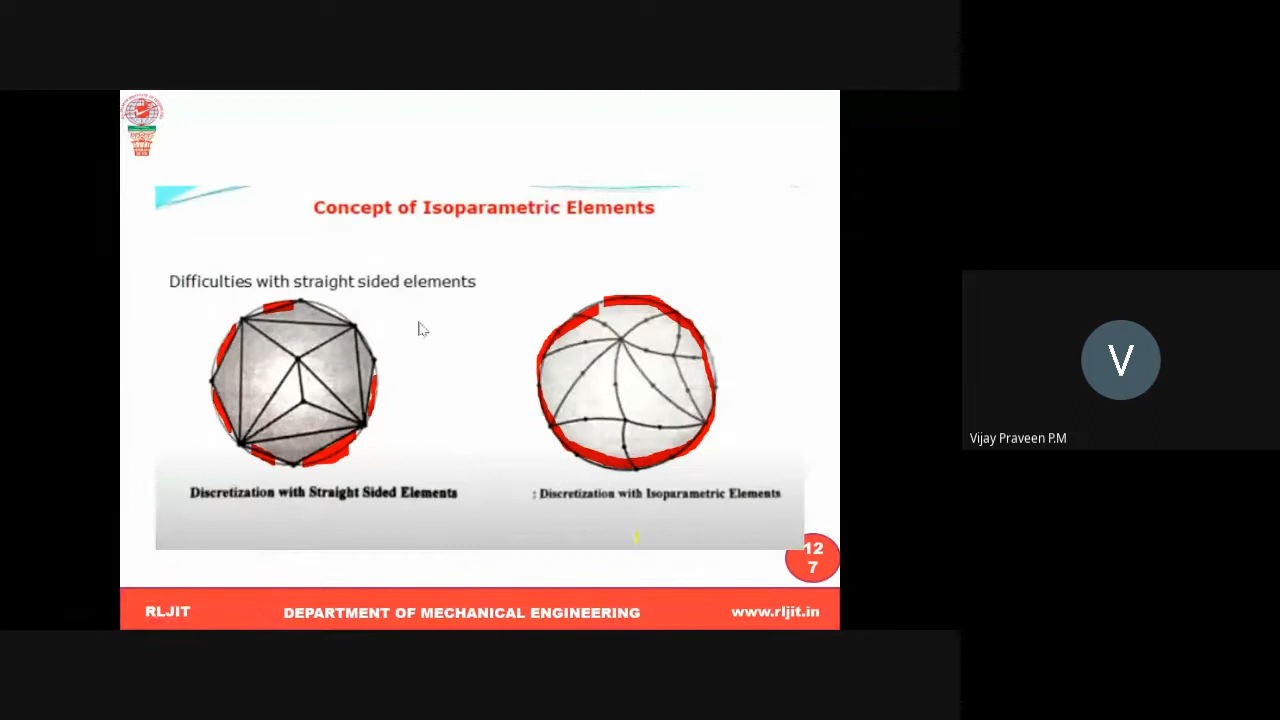 Concept of Isoparametric Elements
Difficulties with straight sided elements
Discretization with Straight Sided Elements
: Discretization with Isoparametric Elements
12
7
RLJIT
DEPARTMENT OF MECHANICAL ENGINEERING
www.rljit.in
V
Vijay Praveen P.M